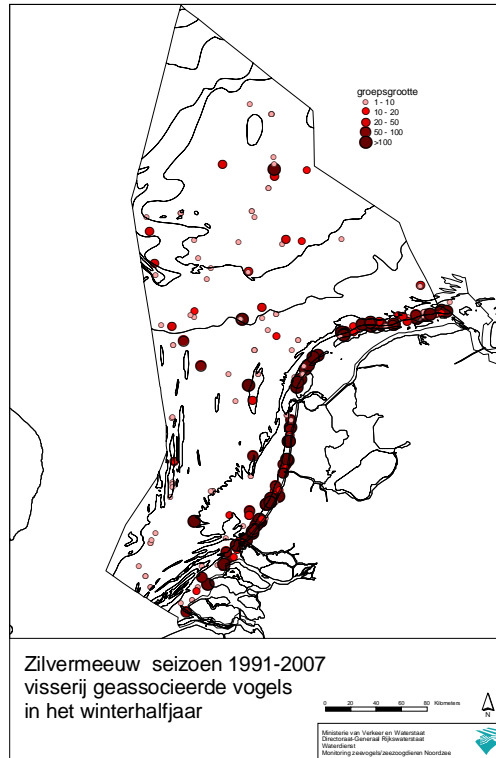 groepsgrootte
1 - 10
10 - 20
20 - 50
50 - 100
>100
Zilvermeeuw seizoen 1991-2007
visserij geassocieerde vogels
in het winterhalfjaar
0 20 40 60 80 Kilometers
N
Ministerie van Verkeer en Waterstaat
Directoraat-Generaal Rijkswaterstaat
Waterdienst
Monitoring zeevogels/zeezoogdieren Noordzee